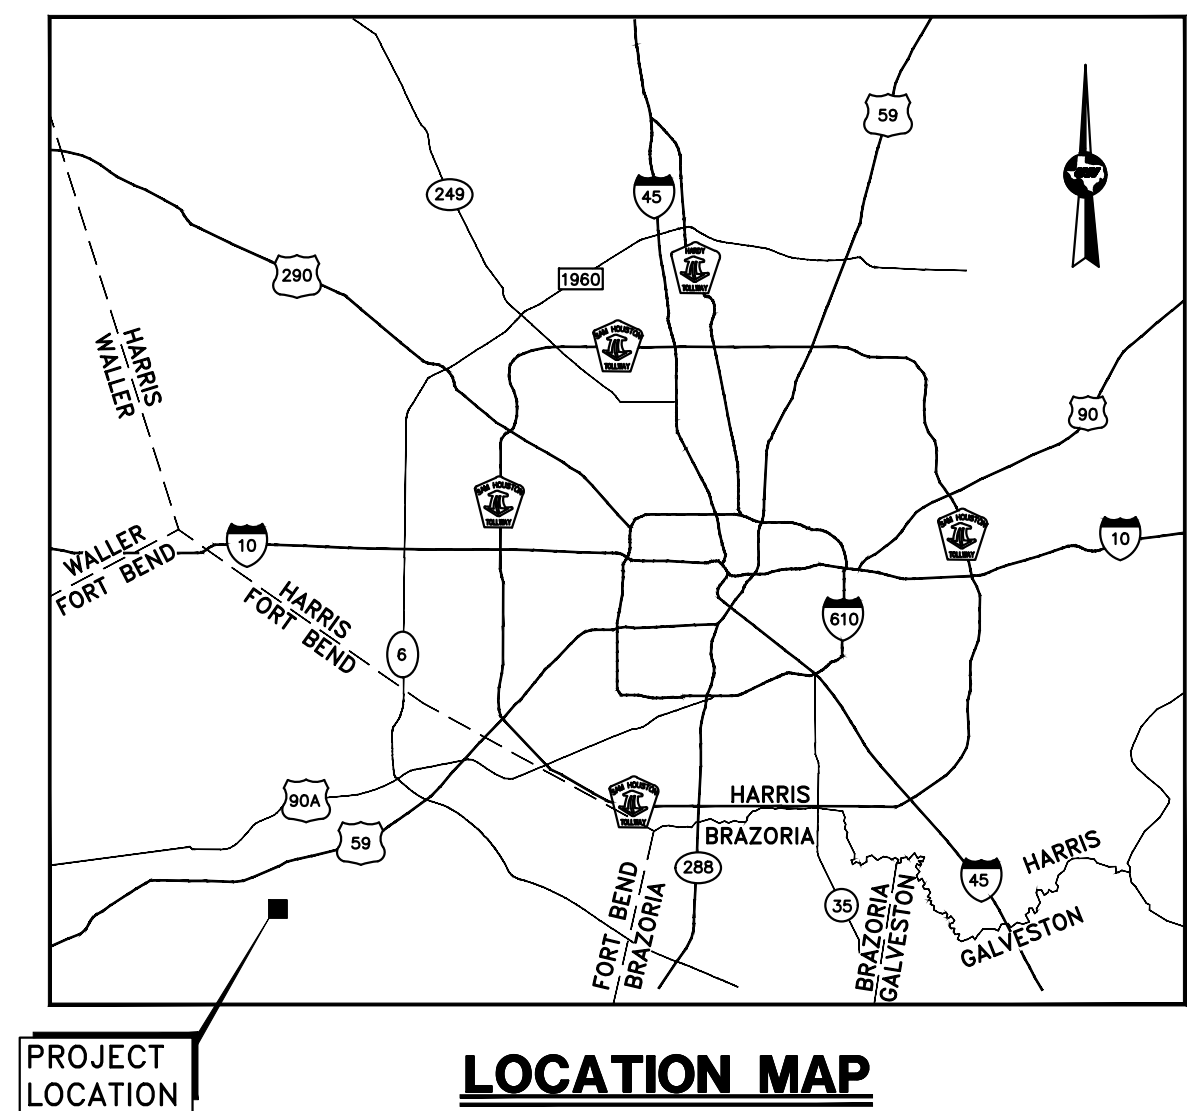 59
249
45
290
1960
HARDY
TOLLWAY
SAM HOUSTON
TOLLWAY
HARRIS
WALLER
90
SAM HOUSTON
TOLLWAY
SAM HOUSTON
TOLLWAY
WALLER
FORT BEND
10
10
HARRIS
FORT BEND
610
6
90A
SAM HOUSTON
TOLLWAY
HARRIS
BRAZORIA
59
288
35
45
HARRIS
GALVESTON
FORT BEND
BRAZORIA
BRAZORIA
GALVESTON
PROJECT
LOCATION
LOCATION MAP